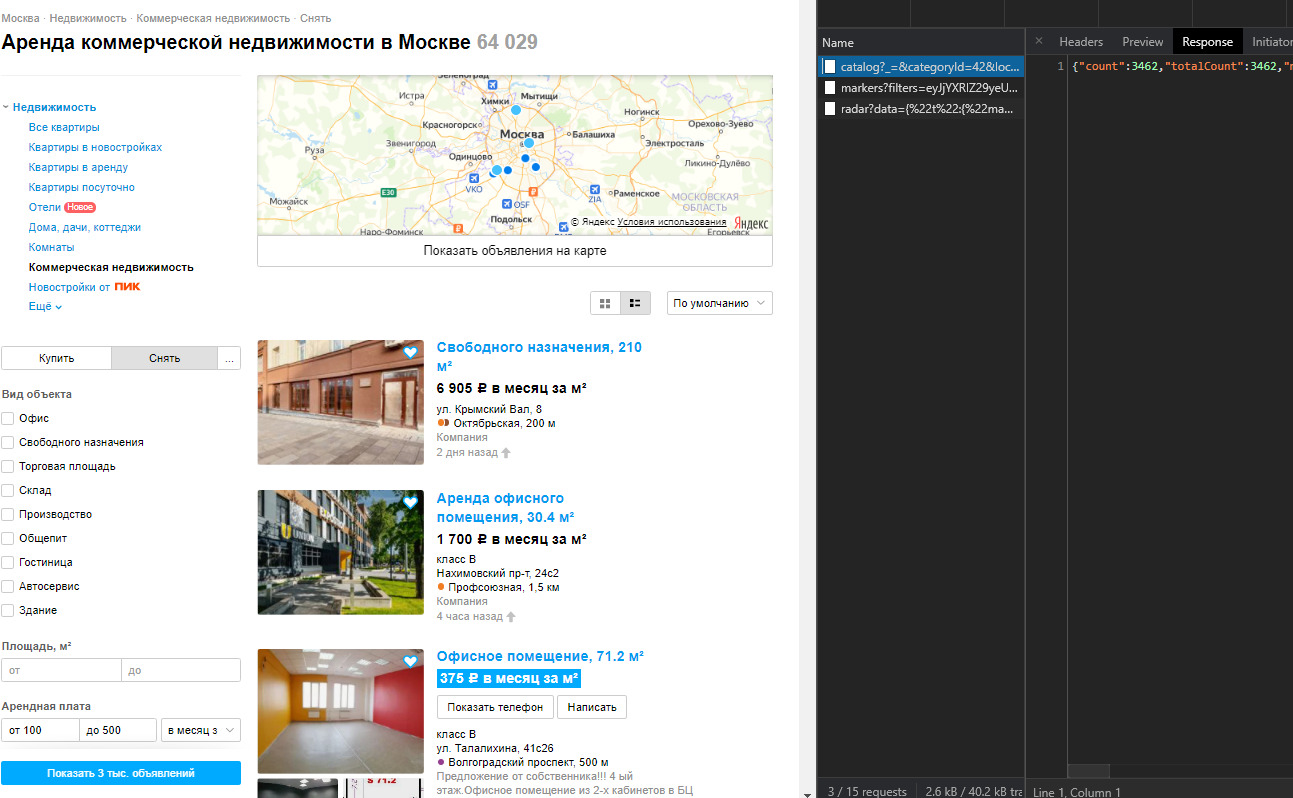 Москва · Недвижимость · Коммерческая недвижимость · Снять
Аренда коммерческой недвижимости в Москве 64 029
Недвижимость
Все квартиры
Квартиры в новостройках
Квартиры в аренду
Квартиры посуточно
Отели Новое
Дома, дачи, коттеджи
Комнаты
Коммерческая недвижимость
Новостройки от ПИК
Ещё
Купить
Снять
...
Вид объекта
Офис
Свободного назначения
Торговая площадь
Склад
Производство
Общепит
Гостиница
Автосервис
Здание
Площадь, м²
от
до
Арендная плата
от 100
до 500
в месяц з
Показать 3 тыс. объявлений
Зеленоград
Истра
Химки
Мытищи
Ногинск
Красногорск
Москва
Балашиха
Орехово-Зуево
Руза
Звенигород
Электросталь
Одинцово
Ликино-Дулёво
VKO
E30
Раменское
Можайск
ZIA
МОСКОВСКАЯ
ОБЛАСТЬ
OSF
Подольск
© Яндекс Условия использования
Яндекс
Наро-Фоминск
Егорьевск
Показать объявления на карте
По умолчанию
Свободного назначения, 210
м²
6 905 ₽ в месяц за м²
ул. Крымский Вал, 8
Октябрьская, 200 м
Компания
2 дня назад
Аренда офисного
помещения, 30.4 м²
1 700 ₽ в месяц за м²
класс B
Нахимовский пр-т, 24с2
Профсоюзная, 1,5 км
Компания
4 часа назад
Офисное помещение, 71.2 м²
375 ₽ в месяц за м²
Показать телефон
Написать
класс B
ул. Талалихина, 41с26
Волгоградский проспект, 500 м
Предложение от собственника!!! 4 ый
этаж.Офисное помещение из 2-х кабинетов в БЦ
S 71.2
Name
catalog?_=&categoryId=42&loc...
markers?filters=eyJjYXRlZ29yeU...
radar?data={%22t%22:{%22ma...
3 / 15 requests
2.6 kB / 40.2 kB tra
× Headers Preview Response Initiator
1 {"count":3462,"totalCount":3462,"
Line 1, Column 1